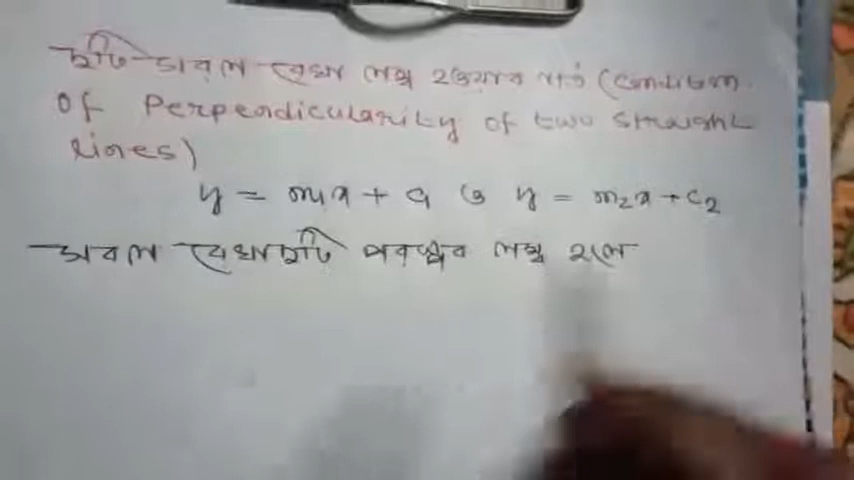 দুটি সরল রেখা লম্ব হওয়ার শর্ত (Condition
Of Perpendicularity of two straight
lines)
y = m₁x + c₁ ও y = m₂x + c₂
সরল রেখাদুটি পরস্পর লম্ব হলে